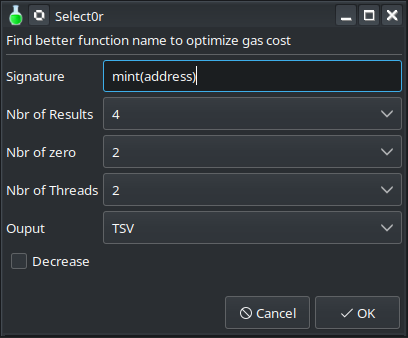 Select0r
Find better function name to optimize gas cost
Signature mint(address)
Nbr of Results 4
Nbr of zero 2
Nbr of Threads 2
Ouput TSV
Decrease
Cancel OK